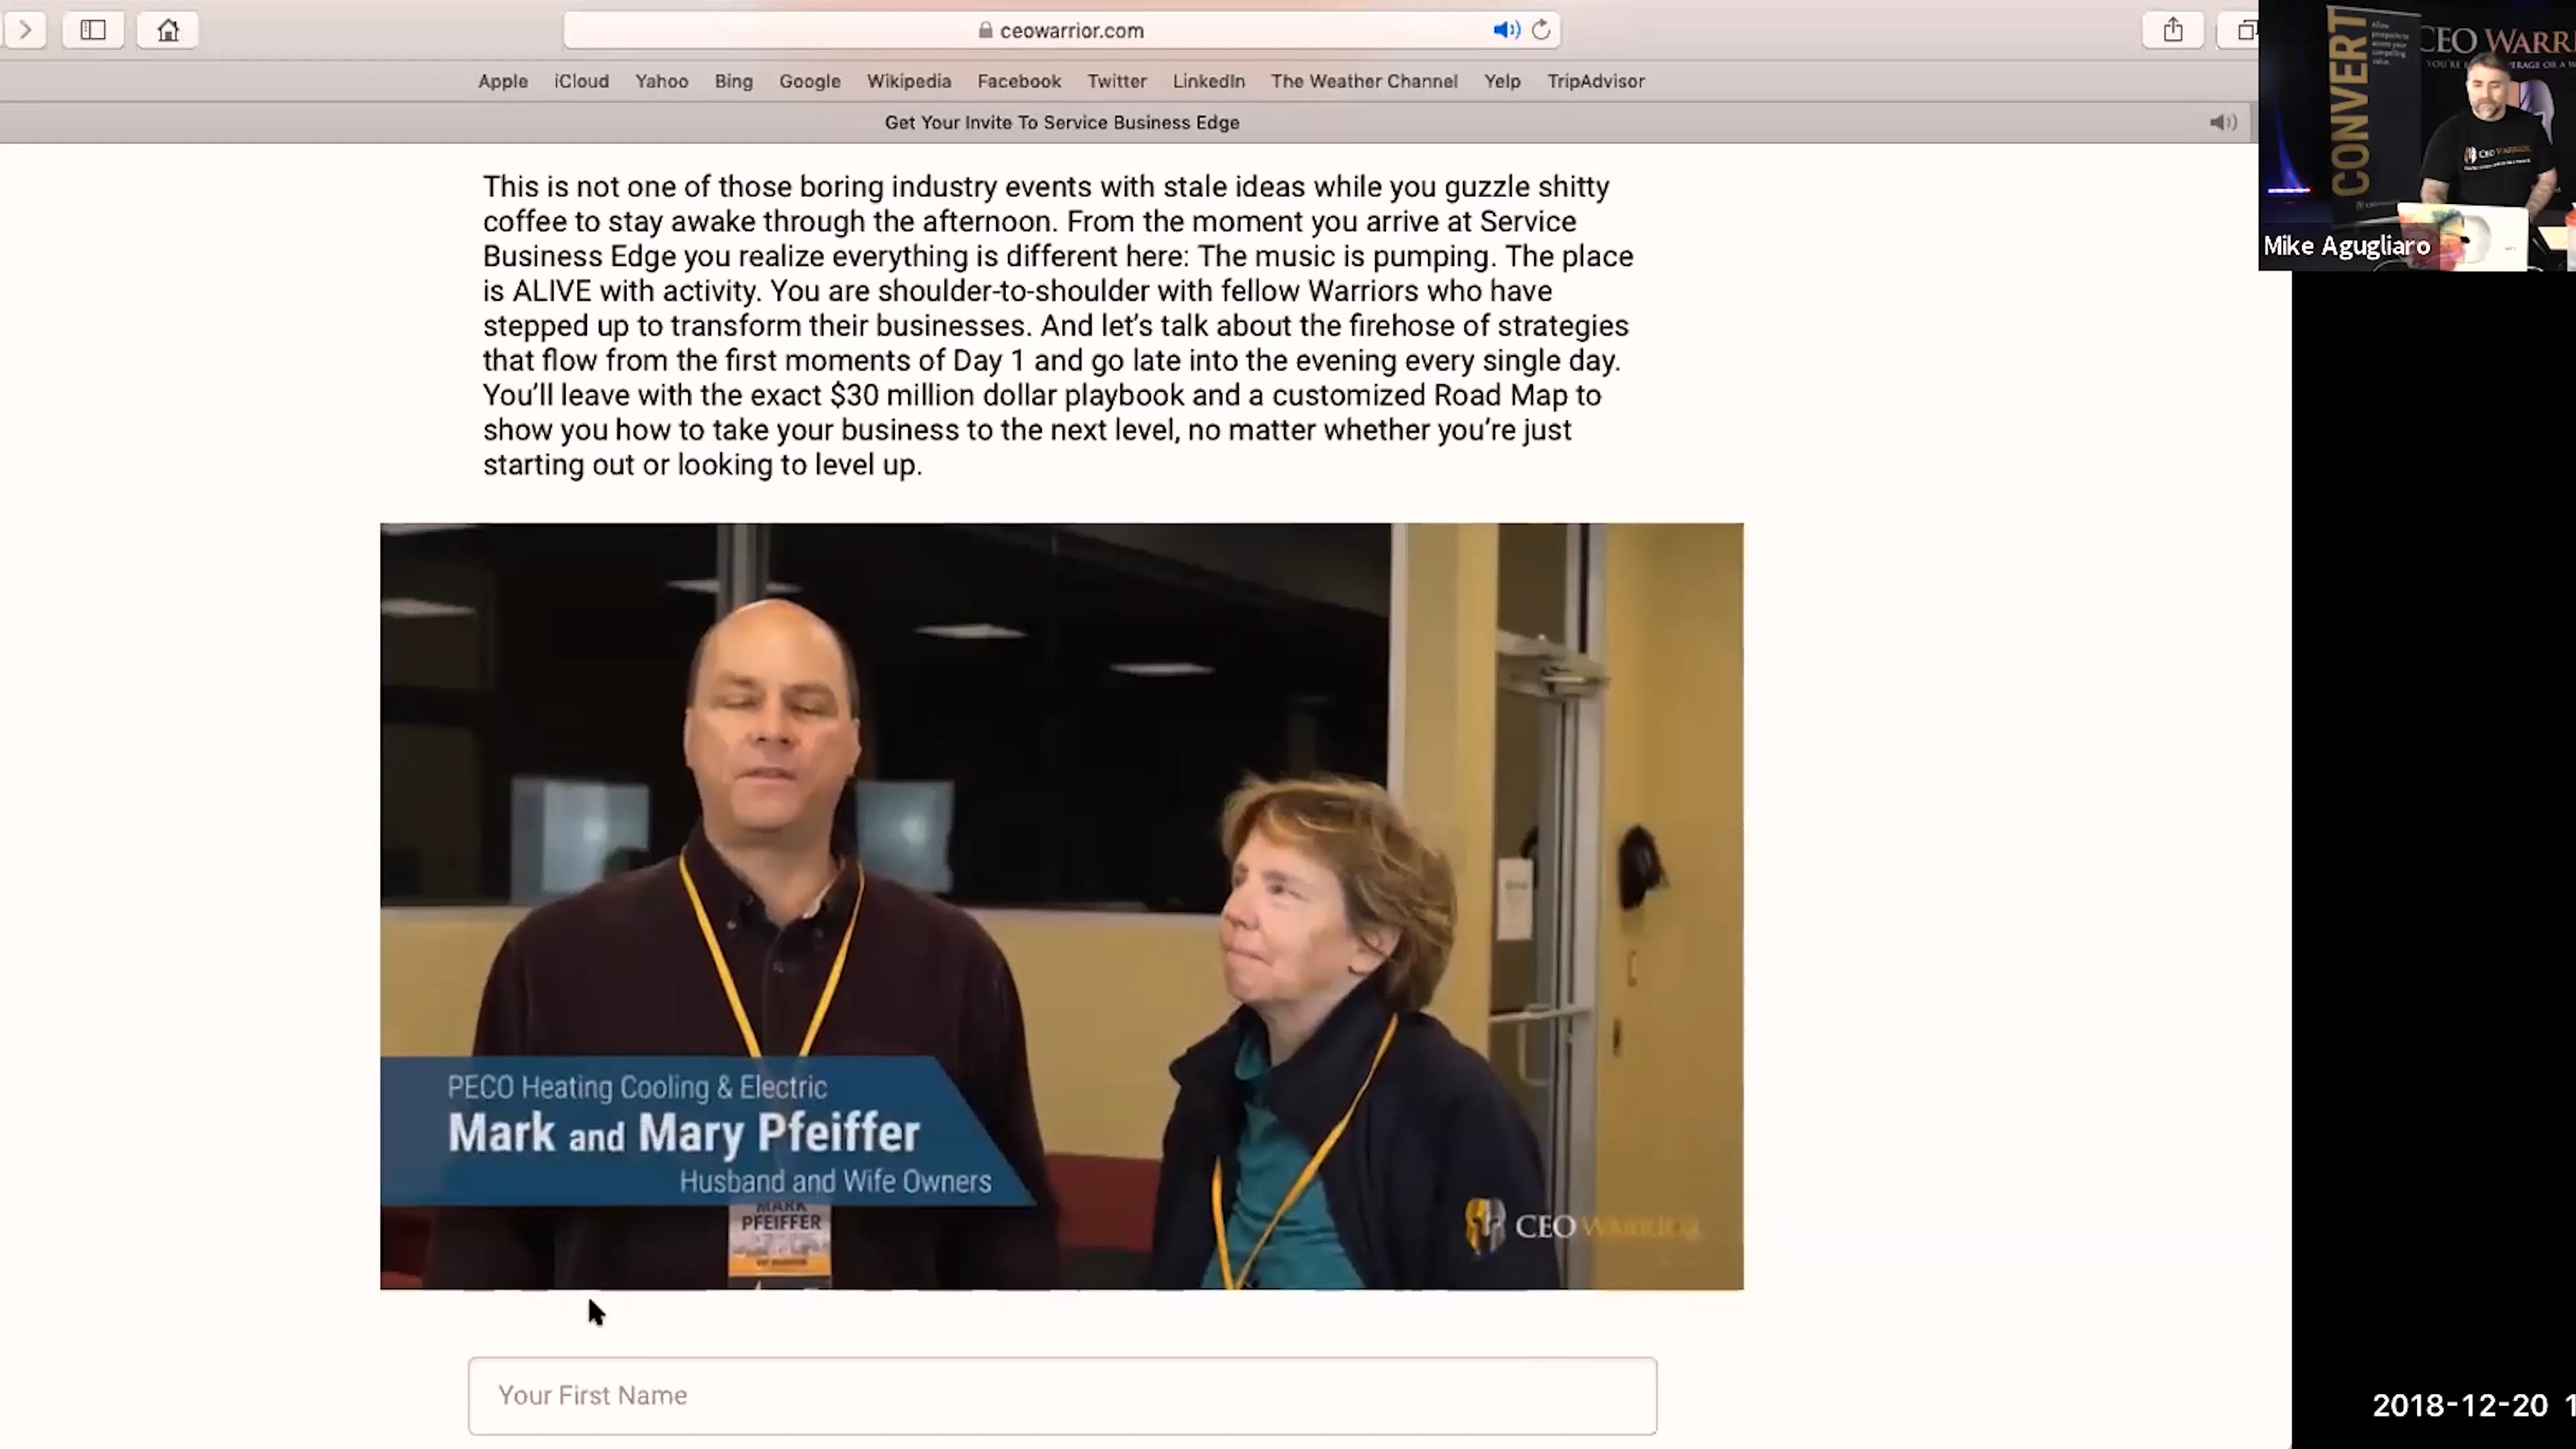 ceowarrior.com
Apple iCloud Yahoo Bing Google Wikipedia Facebook Twitter LinkedIn The Weather Channel Yelp TripAdvisor
Get Your Invite To Service Business Edge
This is not one of those boring industry events with stale ideas while you guzzle shitty
coffee to stay awake through the afternoon. From the moment you arrive at Service
Business Edge you realize everything is different here: The music is pumping. The place
is ALIVE with activity. You are shoulder-to-shoulder with fellow Warriors who have
stepped up to transform their businesses. And let’s talk about the firehose of strategies
that flow from the first moments of Day 1 and go late into the evening every single day.
You’ll leave with the exact $30 million dollar playbook and a customized Road Map to
show you how to take your business to the next level, no matter whether you’re just
starting out or looking to level up.
PECO Heating Cooling & Electric
Mark and Mary Pfeiffer
Husband and Wife Owners
MARK
PFEIFFER
CEO WARRIOR
Your First Name
CONVERT
CEO WARRI
CEO WARRIOR
Mike Agugliaro
2018-12-20 1